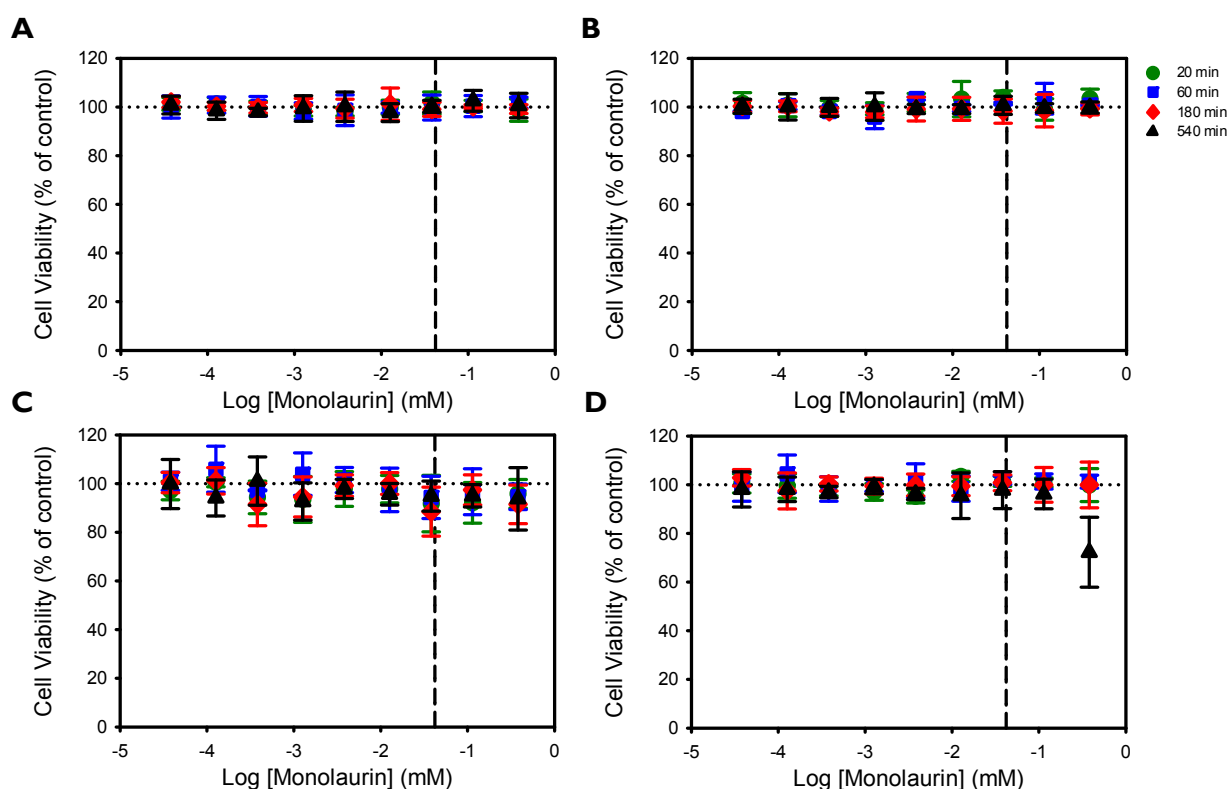 A
120
100
80
60
40
20
0
Cell Viability (% of control)
-5 -4 -3 -2 -1 0
Log [Monolaurin] (mM)
B
120
100
80
60
40
20
0
Cell Viability (% of control)
-5 -4 -3 -2 -1 0
Log [Monolaurin] (mM)
20 min
60 min
180 min
540 min
C
120
100
80
60
40
20
0
Cell Viability (% of control)
-5 -4 -3 -2 -1 0
Log [Monolaurin] (mM)
D
120
100
80
60
40
20
0
Cell Viability (% of control)
-5 -4 -3 -2 -1 0
Log [Monolaurin] (mM)